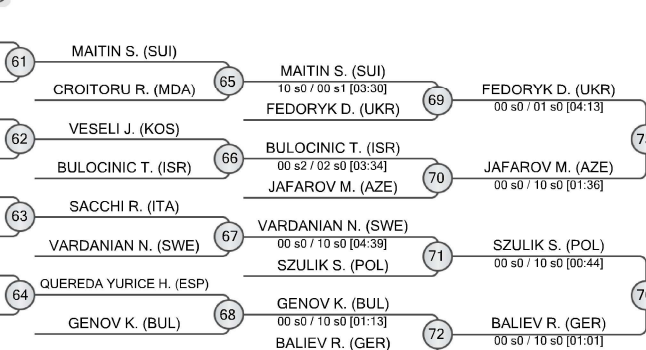 MAITIN S. (SUI)
61
CROITORU R. (MDA)
65
MAITIN S. (SUI)
10 s0 / 00 s1 [03:30]
FEDORYK D. (UKR)
69
FEDORYK D. (UKR)
00 s0 / 01 s0 [04:13]
VESELI J. (KOS)
62
BULOCINIC T. (ISR)
66
BULOCINIC T. (ISR)
00 s2 / 02 s0 [03:34]
JAFAROV M. (AZE)
70
JAFAROV M. (AZE)
00 s0 / 10 s0 [01:36]
SACCHI R. (ITA)
63
VARDANIAN N. (SWE)
67
VARDANIAN N. (SWE)
00 s0 / 10 s0 [04:39]
SZULIK S. (POL)
71
SZULIK S. (POL)
00 s0 / 10 s0 [00:44]
QUEREDA YURICE H. (ESP)
64
GENOV K. (BUL)
68
GENOV K. (BUL)
00 s0 / 10 s0 [01:13]
BALIEV R. (GER)
72
BALIEV R. (GER)
00 s0 / 10 s0 [01:01]